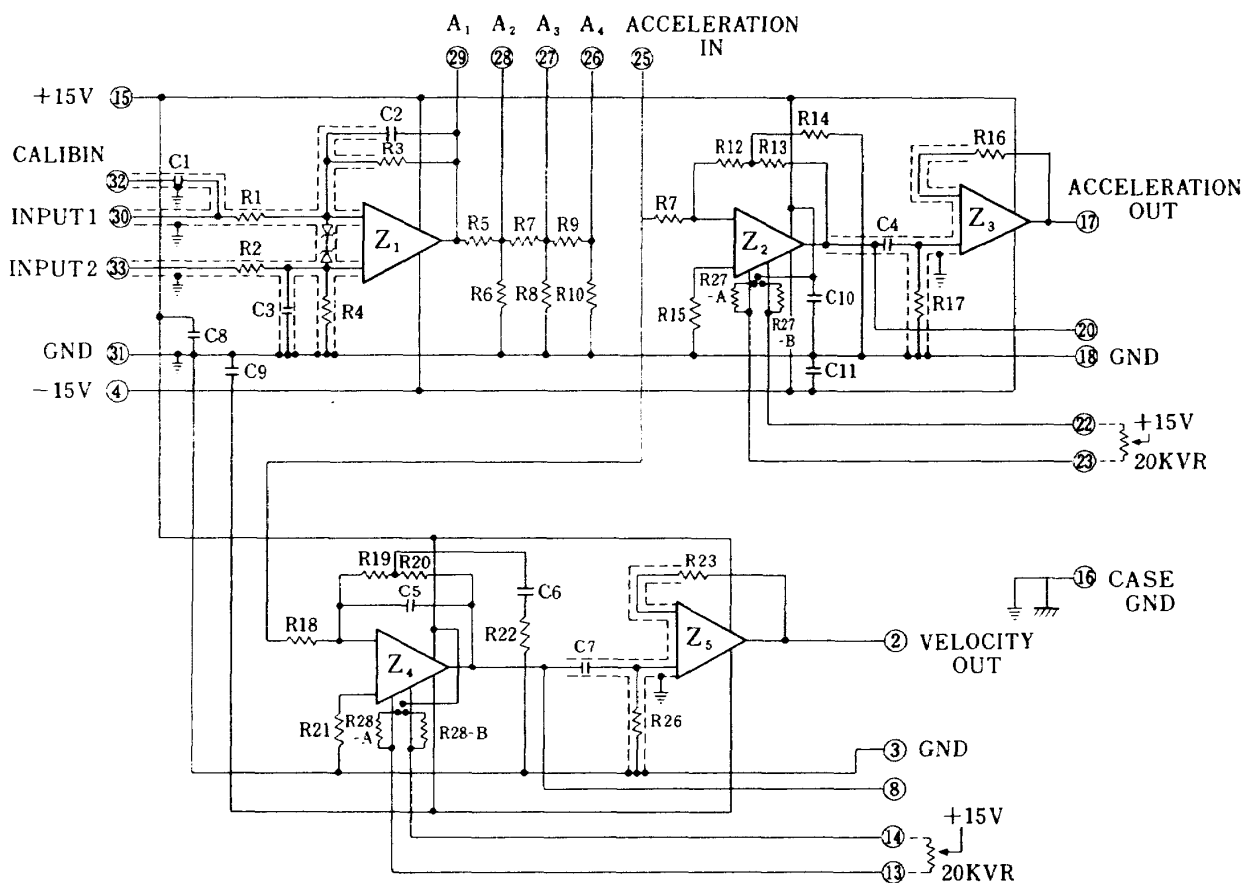 A1 A2 A3 A4 ACCELERATION
IN
29 28 27 26 25
+15V 15
C2
R14
R12 R13
R16
CALIBIN
C1
R3
32
INPUT1 30 R1
R7
ACCELERATION
OUT
17
Z1
R5 R7 R9
Z2
C4
Z3
R2
INPUT2 33
R27
-A
C10
R17
C3
R4
R6 R8 R10
R15
R27
-B
C8
20
GND 31
18 GND
C9
C11
-15V 4
22 +15V
23 20KVR
R19 R20
R23
C6
C5
16 CASE
GND
R18
R22
Z4
C7
Z5
2 VELOCITY
OUT
R21
R28
-A
R28-B
R26
3 GND
8
+15V
14
13 20KVR